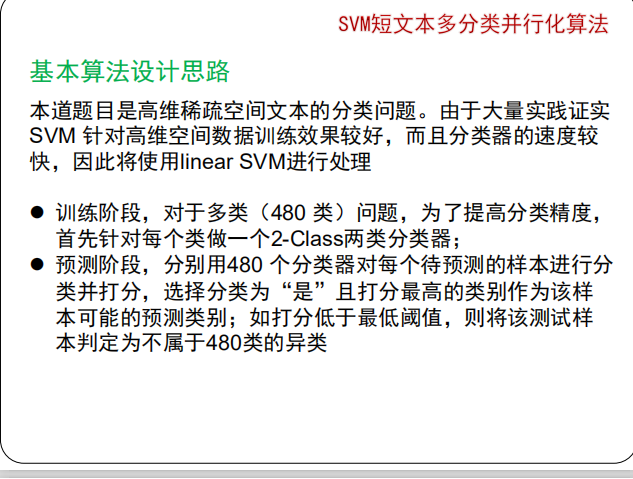 SVM短文本多分类并行化算法
基本算法设计思路
本道题目是高维稀疏空间文本的分类问题。由于大量实践证实
SVM 针对高维空间数据训练效果较好，而且分类器的速度较
快，因此将使用linear SVM进行处理
● 训练阶段，对于多类（480 类）问题，为了提高分类精度，
首先针对每个类做一个2-Class两类分类器；
● 预测阶段，分别用480 个分类器对每个待预测的样本进行分
类并打分，选择分类为“是”且打分最高的类别作为该样
本可能的预测类别；如打分低于最低阈值，则将该测试样
本判定为不属于480类的异类